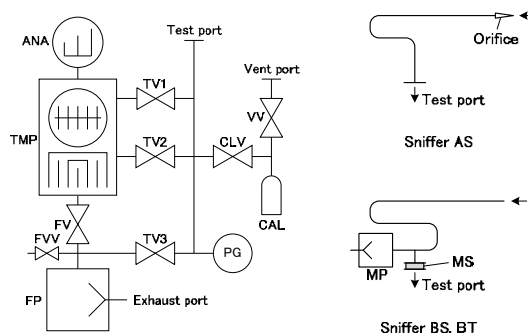 ANA
Test port
TV1
Vent port
VV
TMP
TV2
CLV
CAL
FV
FVV
TV3
PG
FP
Exhaust port
Orifice
Test port
Sniffer AS
MP
MS
Test port
Sniffer BS, BT